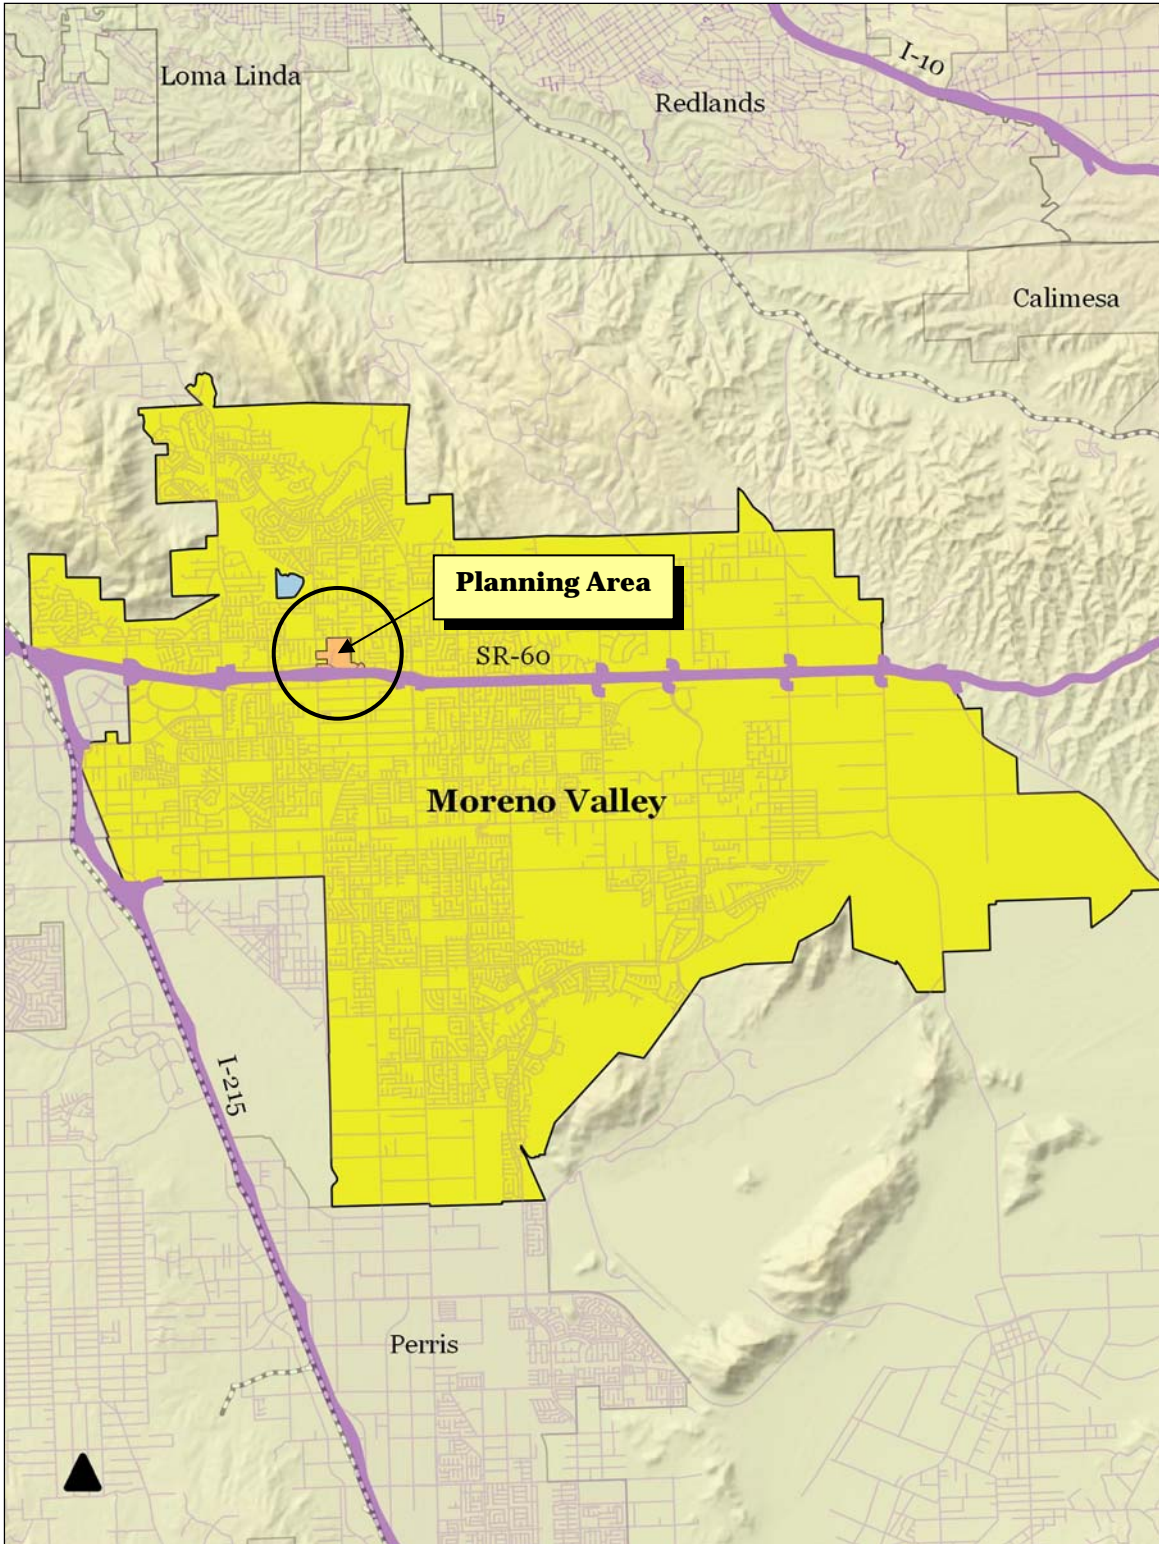 I-10
Loma Linda
Redlands
Calimesa
Planning Area
SR-60
Moreno Valley
I-215
Perris